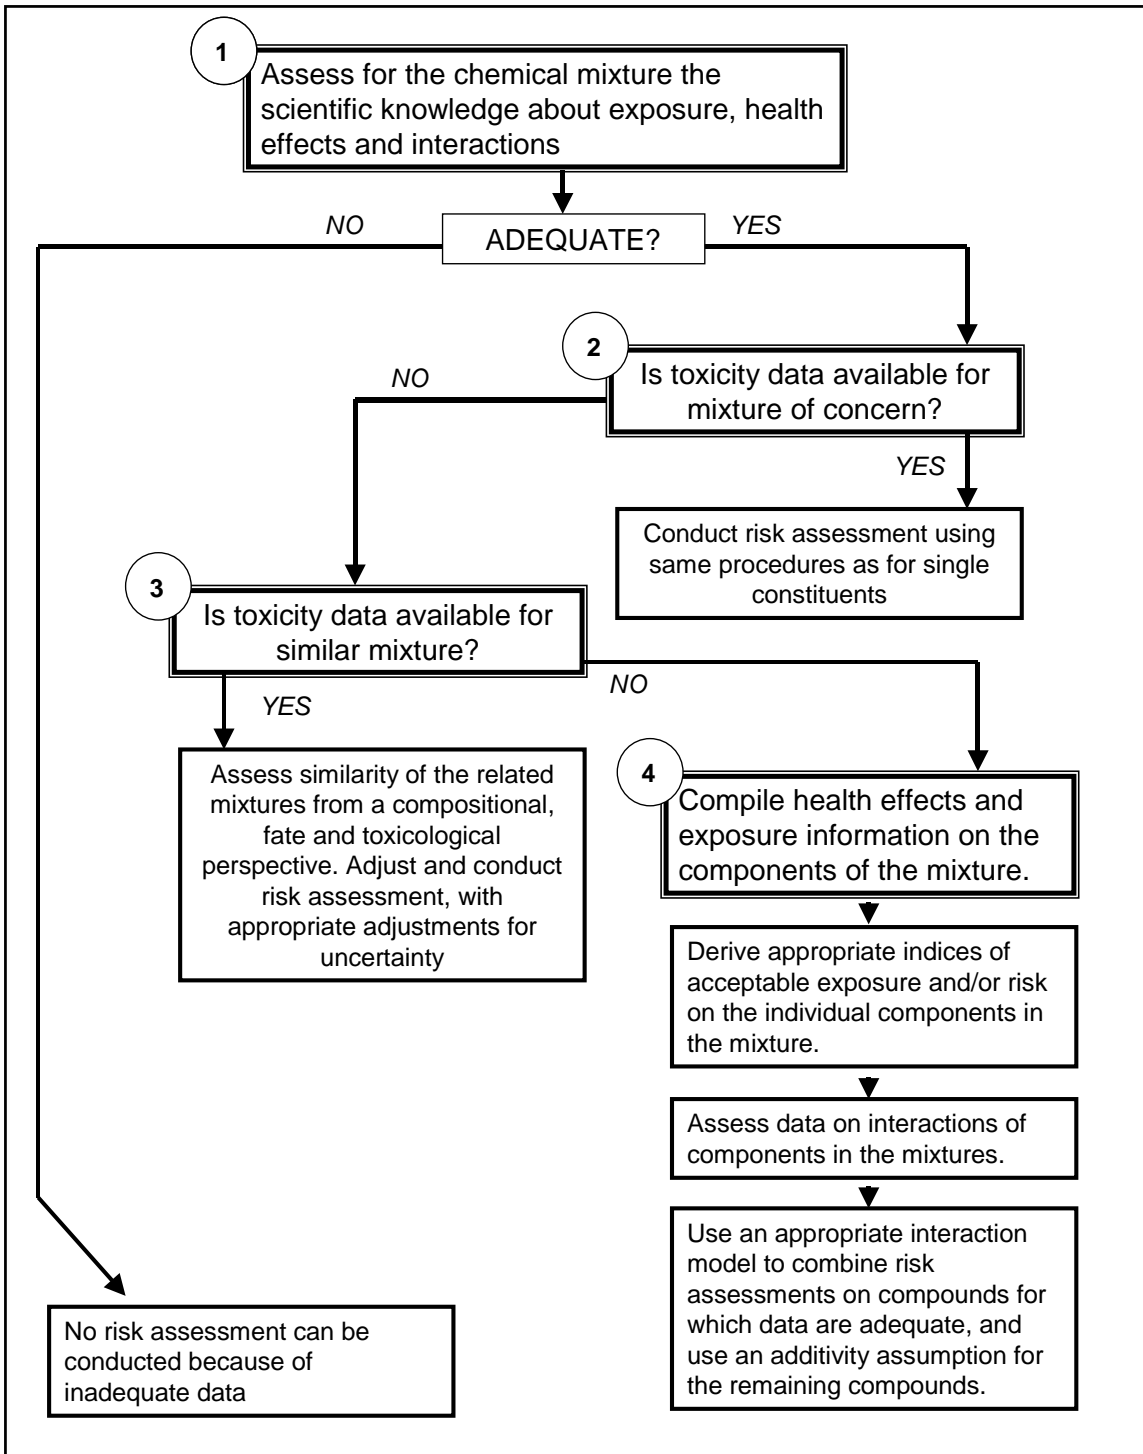 1
Assess for the chemical mixture the
scientific knowledge about exposure, health
effects and interactions
NO
ADEQUATE?
YES
2
Is toxicity data available for
mixture of concern?
NO
YES
Conduct risk assessment using
same procedures as for single
constituents
3
Is toxicity data available for
similar mixture?
NO
YES
Assess similarity of the related
mixtures from a compositional,
fate and toxicological
perspective. Adjust and conduct
risk assessment, with
appropriate adjustments for
uncertainty
4
Compile health effects and
exposure information on the
components of the mixture.
Derive appropriate indices of
acceptable exposure and/or risk
on the individual components in
the mixture.
Assess data on interactions of
components in the mixtures.
Use an appropriate interaction
model to combine risk
assessments on compounds for
which data are adequate, and
use an additivity assumption for
the remaining compounds.
No risk assessment can be
conducted because of
inadequate data